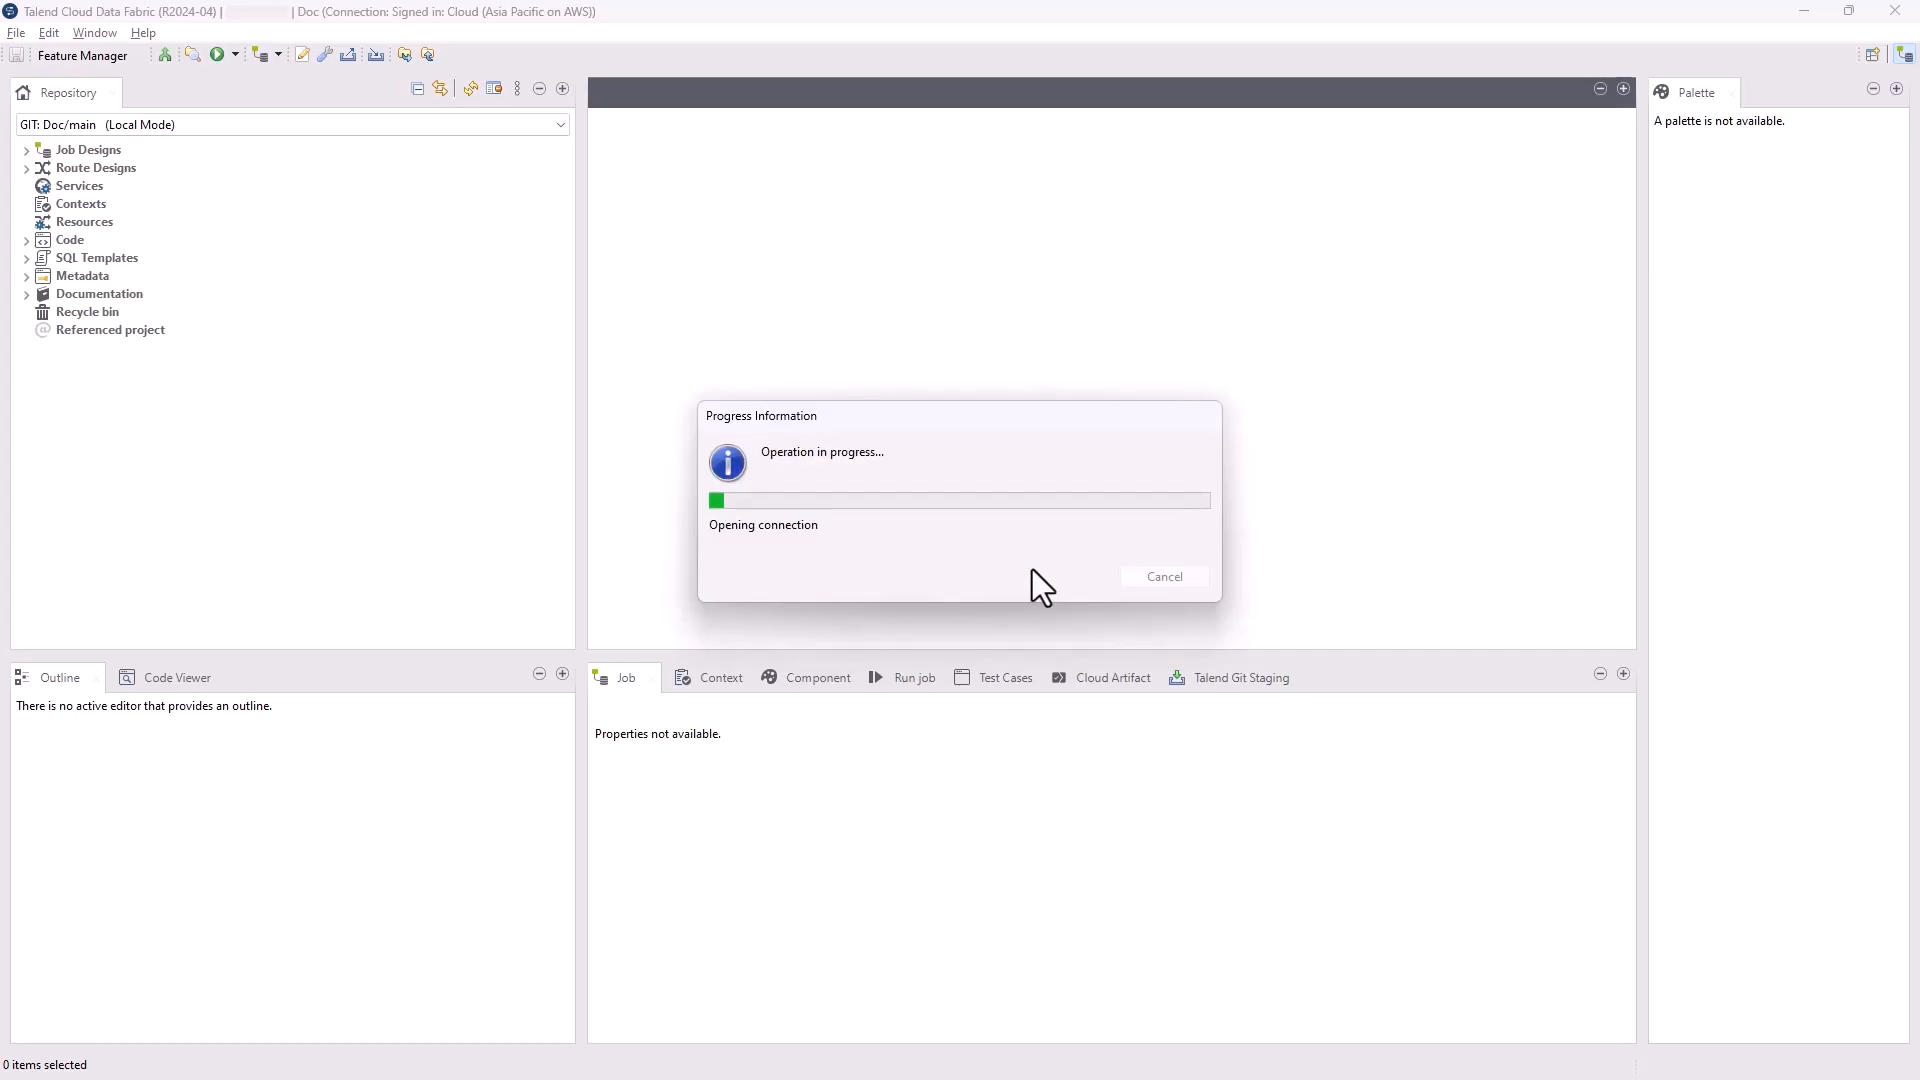 Talend Cloud Data Fabric (R2024-04) | | Doc (Connection: Signed in: Cloud (Asia Pacific on AWS))
File Edit Window Help
Feature Manager
Repository
GIT: Doc/main (Local Mode)
Job Designs
Route Designs
Services
Contexts
Resources
Code
SQL Templates
Metadata
Documentation
Recycle bin
Referenced project
Palette
A palette is not available.
Progress Information
Operation in progress...
Opening connection
Cancel
Outline Code Viewer
There is no active editor that provides an outline.
Job Context Component Run job Test Cases Cloud Artifact Talend Git Staging
Properties not available.
0 items selected